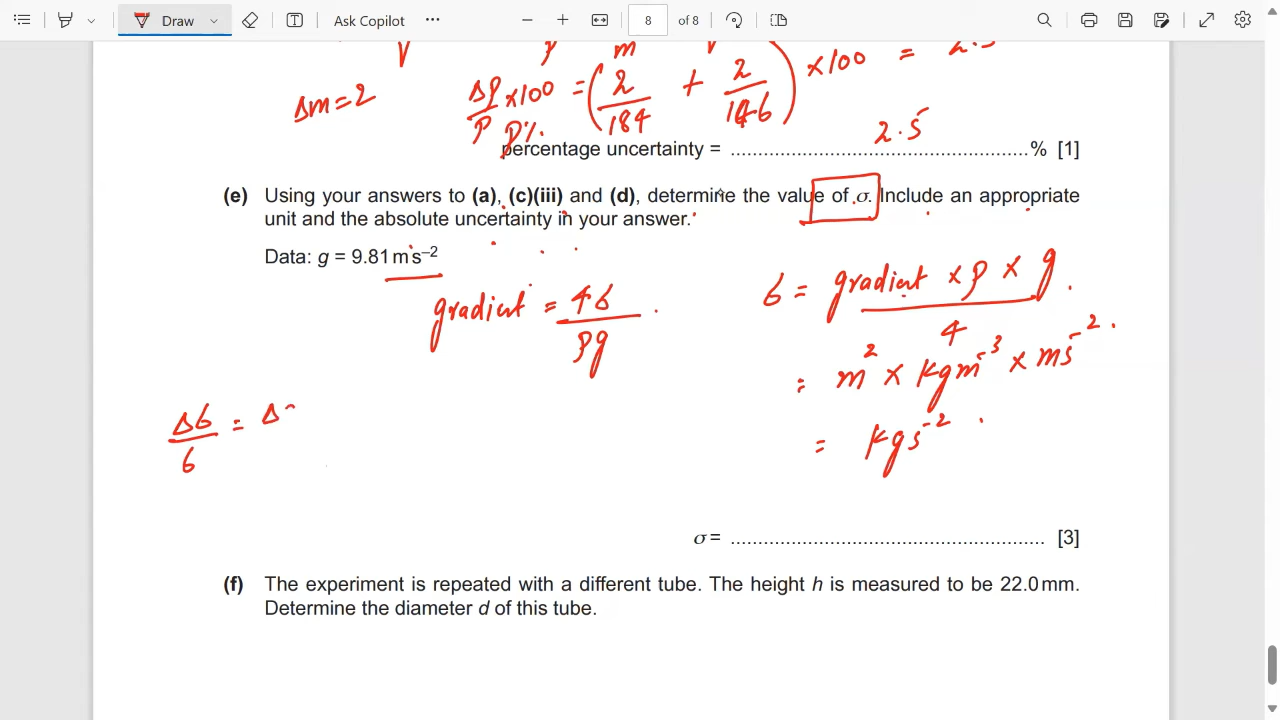 Draw
Ask Copilot
8 of 8
Δm = 2
Δρ/ρ ×100 = (2/184 + 2/146) ×100 =
ρ%
2.5
percentage uncertainty = ...................................................% [1]
(e) Using your answers to (a), (c)(iii) and (d), determine the value of σ. Include an appropriate
unit and the absolute uncertainty in your answer.
Data: g = 9.81 m s⁻²
gradient = 4σ/ρg
σ = gradient × ρ × g / 4
= m² × kg m⁻³ × m s⁻²
= kg s⁻²
Δσ/σ = Δ
σ = ...................................................... [3]
(f) The experiment is repeated with a different tube. The height h is measured to be 22.0 mm.
Determine the diameter d of this tube.